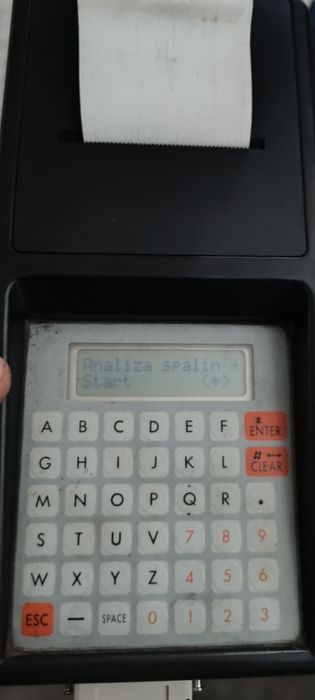 Analiza spalin +
Start (*)
A B C D E F * ENTER
G H I J K L # ↔ CLEAR
M N O P Q R .
S T U V 7 8 9
W X Y Z 4 5 6
ESC – SPACE 0 1 2 3